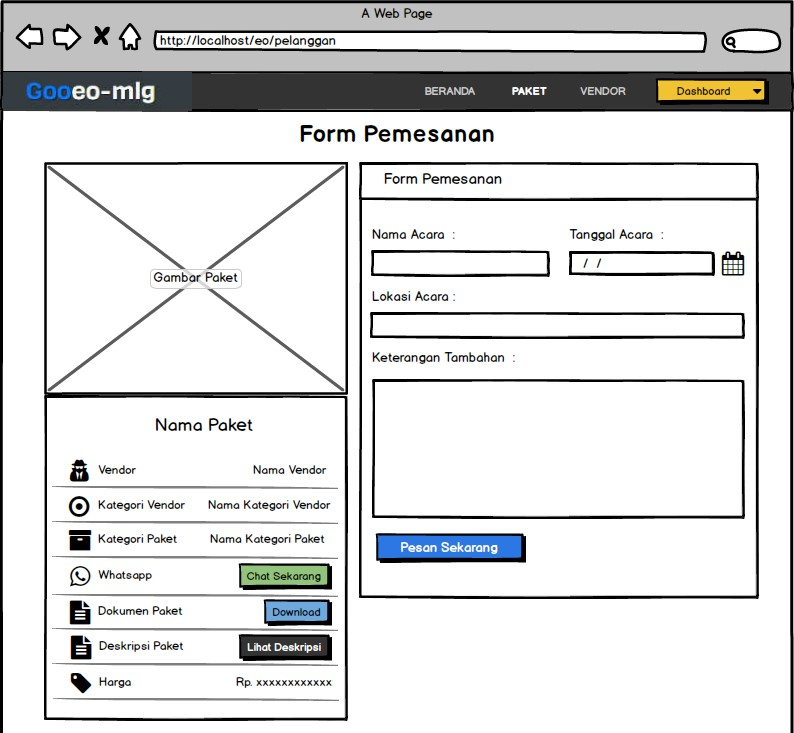 A Web Page
http://localhost/eo/pelanggan
Gooeo-mlg
BERANDA PAKET VENDOR Dashboard
Form Pemesanan
Gambar Paket
Nama Paket
Vendor Nama Vendor
Kategori Vendor Nama Kategori Vendor
Kategori Paket Nama Kategori Paket
Whatsapp Chat Sekarang
Dokumen Paket Download
Deskripsi Paket Lihat Deskripsi
Harga Rp. xxxxxxxxxxxx
Form Pemesanan
Nama Acara : Tanggal Acara :
/ /
Lokasi Acara :
Keterangan Tambahan :
Pesan Sekarang